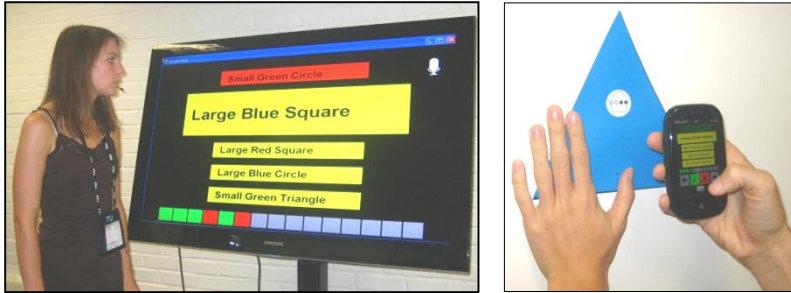 Small Green Circle
Large Blue Square
Large Red Square
Large Blue Circle
Small Green Triangle
SAMSUNG